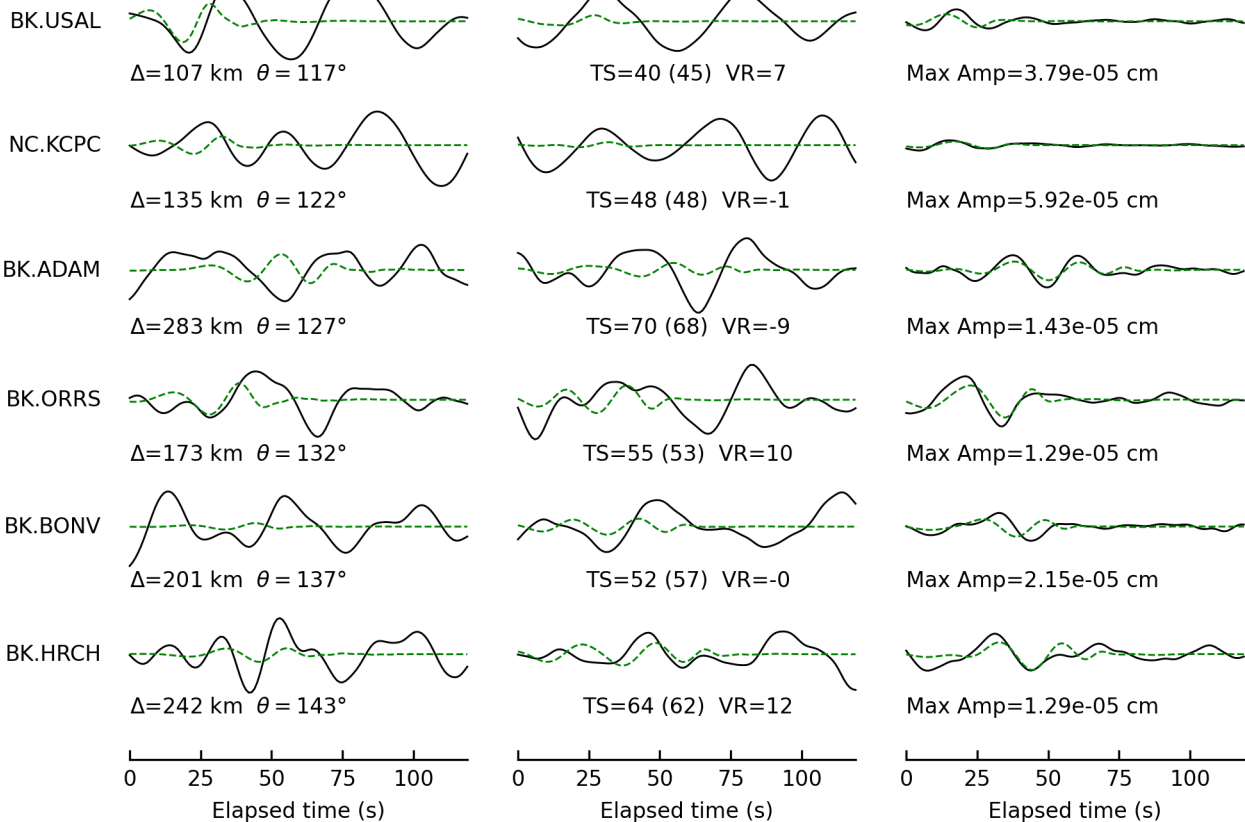 BK.USAL
Δ=107 km θ = 117° TS=40 (45) VR=7 Max Amp=3.79e-05 cm
NC.KCPC
Δ=135 km θ = 122° TS=48 (48) VR=-1 Max Amp=5.92e-05 cm
BK.ADAM
Δ=283 km θ = 127° TS=70 (68) VR=-9 Max Amp=1.43e-05 cm
BK.ORRS
Δ=173 km θ = 132° TS=55 (53) VR=10 Max Amp=1.29e-05 cm
BK.BONV
Δ=201 km θ = 137° TS=52 (57) VR=-0 Max Amp=2.15e-05 cm
BK.HRCH
Δ=242 km θ = 143° TS=64 (62) VR=12 Max Amp=1.29e-05 cm
0 25 50 75 100 0 25 50 75 100 0 25 50 75 100
Elapsed time (s) Elapsed time (s) Elapsed time (s)